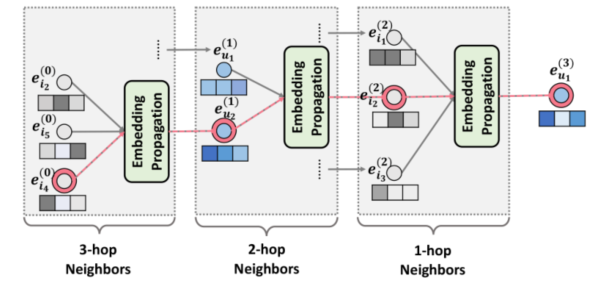 e_{i_2}^{(0)}
e_{i_5}^{(0)}
e_{i_4}^{(0)}
Embedding
Propagation
e_{u_1}^{(1)}
e_{u_2}^{(1)}
Embedding
Propagation
e_{i_1}^{(2)}
e_{i_2}^{(2)}
e_{i_3}^{(2)}
Embedding
Propagation
e_{u_1}^{(3)}
3-hop
Neighbors
2-hop
Neighbors
1-hop
Neighbors